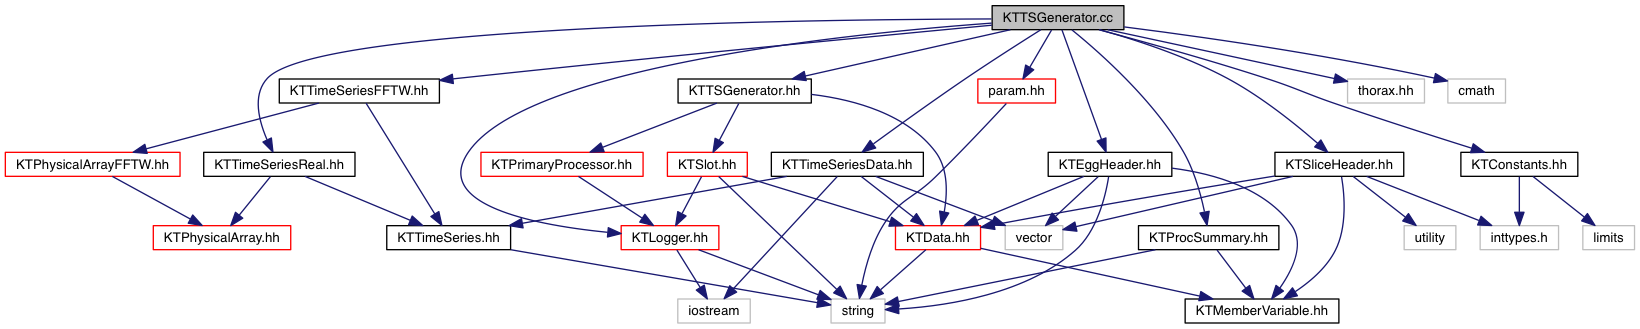 KTTSGenerator.cc
KTTimeSeriesFFTW.hh
KTTSGenerator.hh
param.hh
thorax.hh
cmath
KTPhysicalArrayFFTW.hh
KTTimeSeriesReal.hh
KTPrimaryProcessor.hh
KTSlot.hh
KTTimeSeriesData.hh
KTEggHeader.hh
KTSliceHeader.hh
KTConstants.hh
KTPhysicalArray.hh
KTTimeSeries.hh
KTLogger.hh
KTData.hh
vector
KTProcSummary.hh
utility
inttypes.h
limits
iostream
string
KTMemberVariable.hh